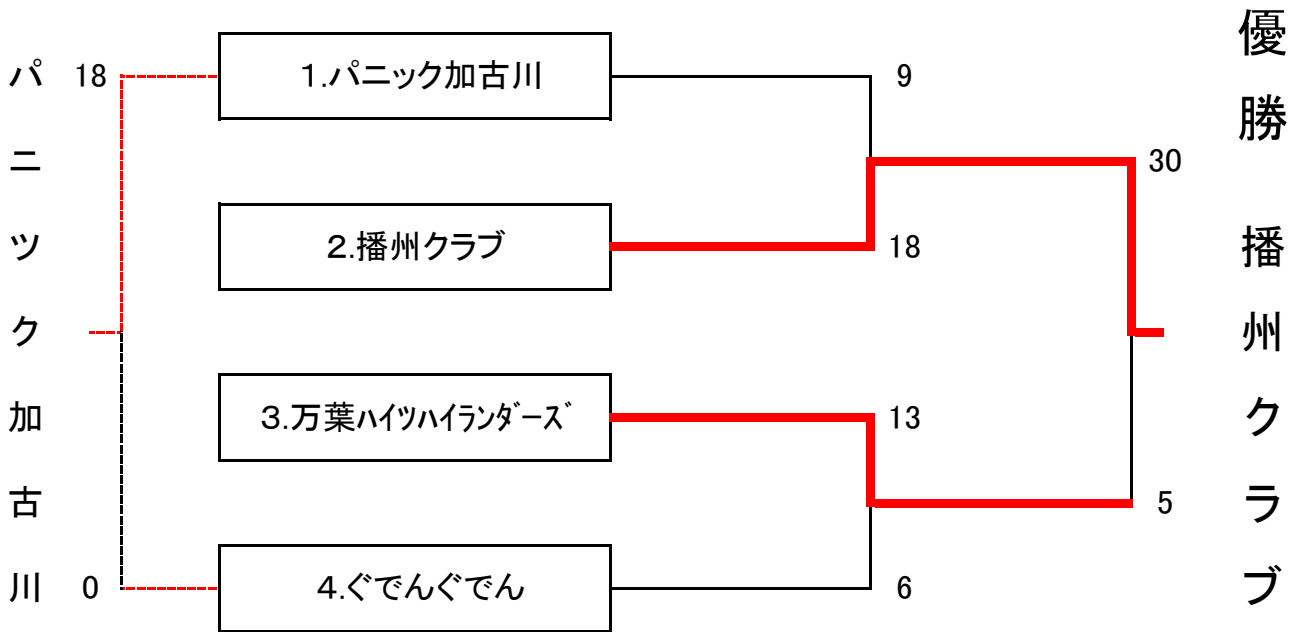 優勝 播州クラブ
パニツク加古川
18
1.パニック加古川
9
30
2.播州クラブ
18
3.万葉ﾊｲﾂﾊｲﾗﾝﾀﾞｰｽﾞ
13
5
0
4.ぐでんぐでん
6